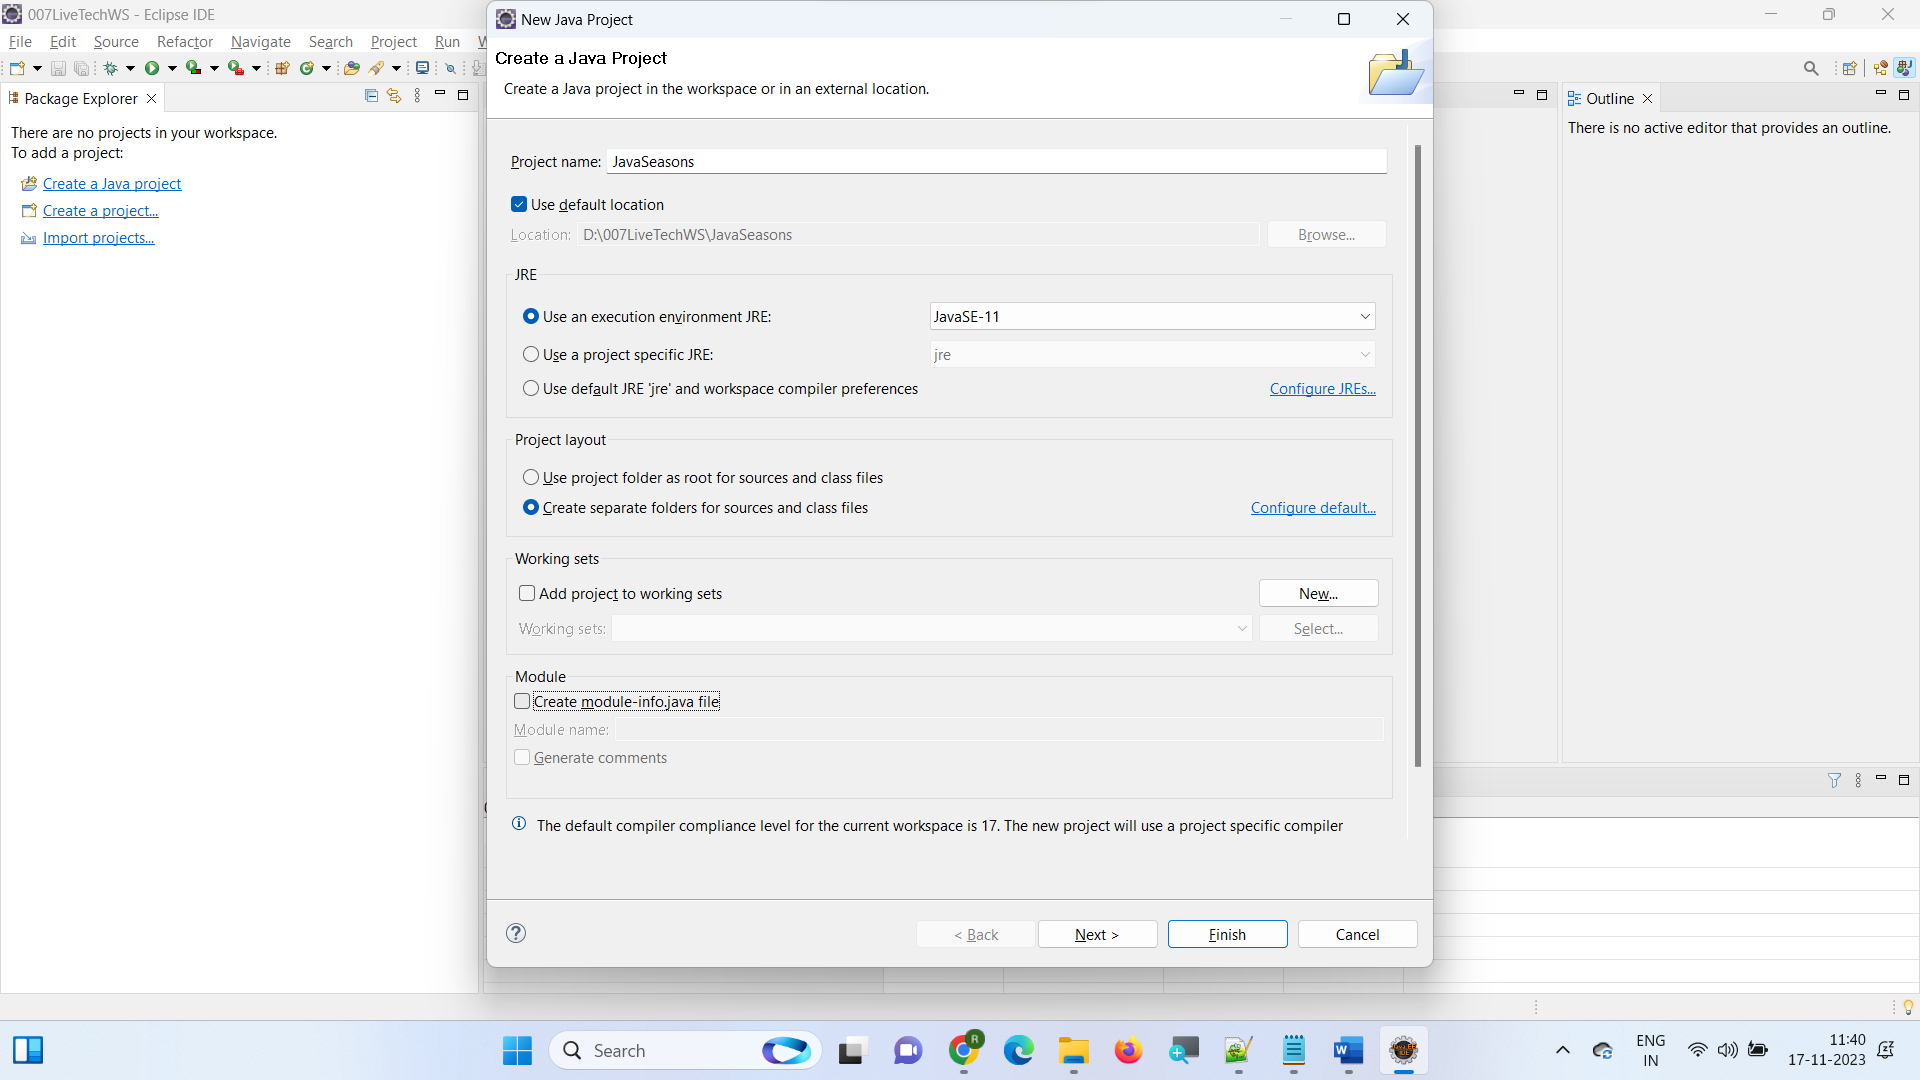 007LiveTechWS - Eclipse IDE
File Edit Source Refactor Navigate Search Project Run
Package Explorer
There are no projects in your workspace.
To add a project:
Create a Java project
Create a project...
Import projects...
New Java Project
Create a Java Project
Create a Java project in the workspace or in an external location.
Project name: JavaSeasons
Use default location
Location: D:\007LiveTechWS\JavaSeasons Browse...
JRE
Use an execution environment JRE: JavaSE-11
Use a project specific JRE: jre
Use default JRE 'jre' and workspace compiler preferences Configure JREs...
Project layout
Use project folder as root for sources and class files
Create separate folders for sources and class files Configure default...
Working sets
Add project to working sets New...
Working sets: Select...
Module
Create module-info.java file
Module name:
Generate comments
The default compiler compliance level for the current workspace is 17. The new project will use a project specific compiler
< Back Next > Finish Cancel
Outline
There is no active editor that provides an outline.
Search
R
ENG
IN
11:40
17-11-2023